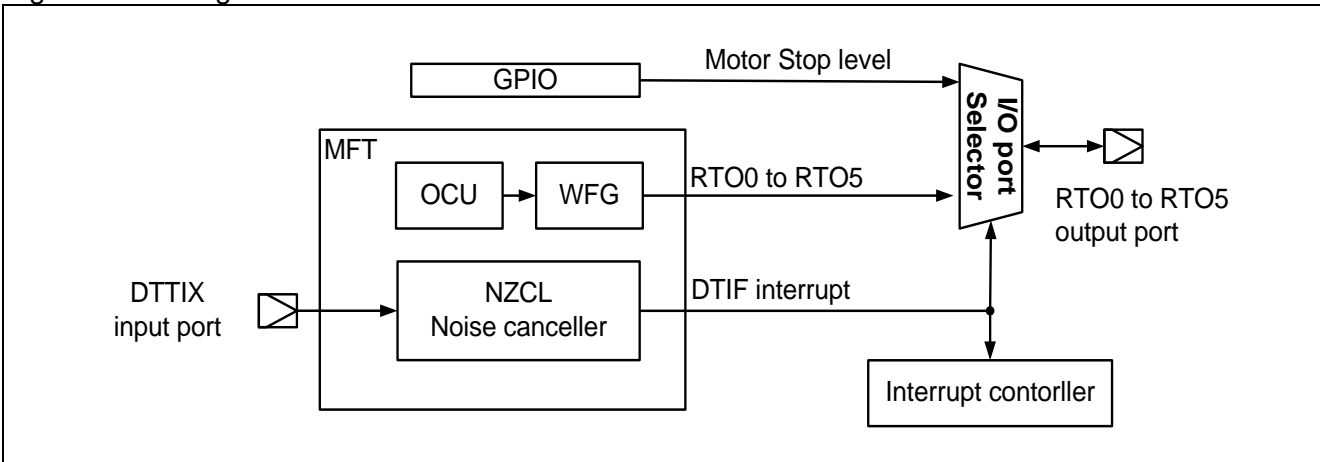 GPIO
Motor Stop level
I/O port
Selector
MFT
OCU
WFG
RTO0 to RTO5
RTO0 to RTO5
output port
DTTIX
input port
NZCL
Noise canceller
DTIF interrupt
Interrupt contorller